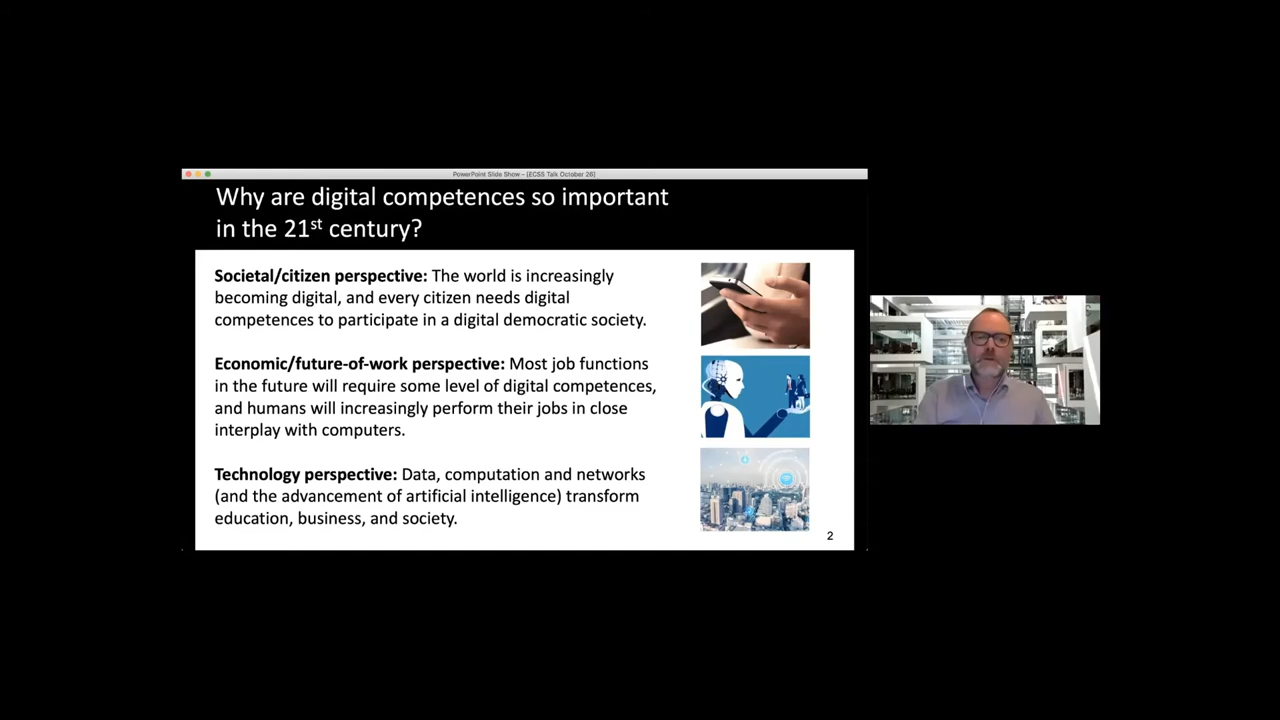 PowerPoint Slide Show - [ECSS Talk October 26]
Why are digital competences so important
in the 21st century?
Societal/citizen perspective: The world is increasingly
becoming digital, and every citizen needs digital
competences to participate in a digital democratic society.
Economic/future-of-work perspective: Most job functions
in the future will require some level of digital competences,
and humans will increasingly perform their jobs in close
interplay with computers.
Technology perspective: Data, computation and networks
(and the advancement of artificial intelligence) transform
education, business, and society.
2